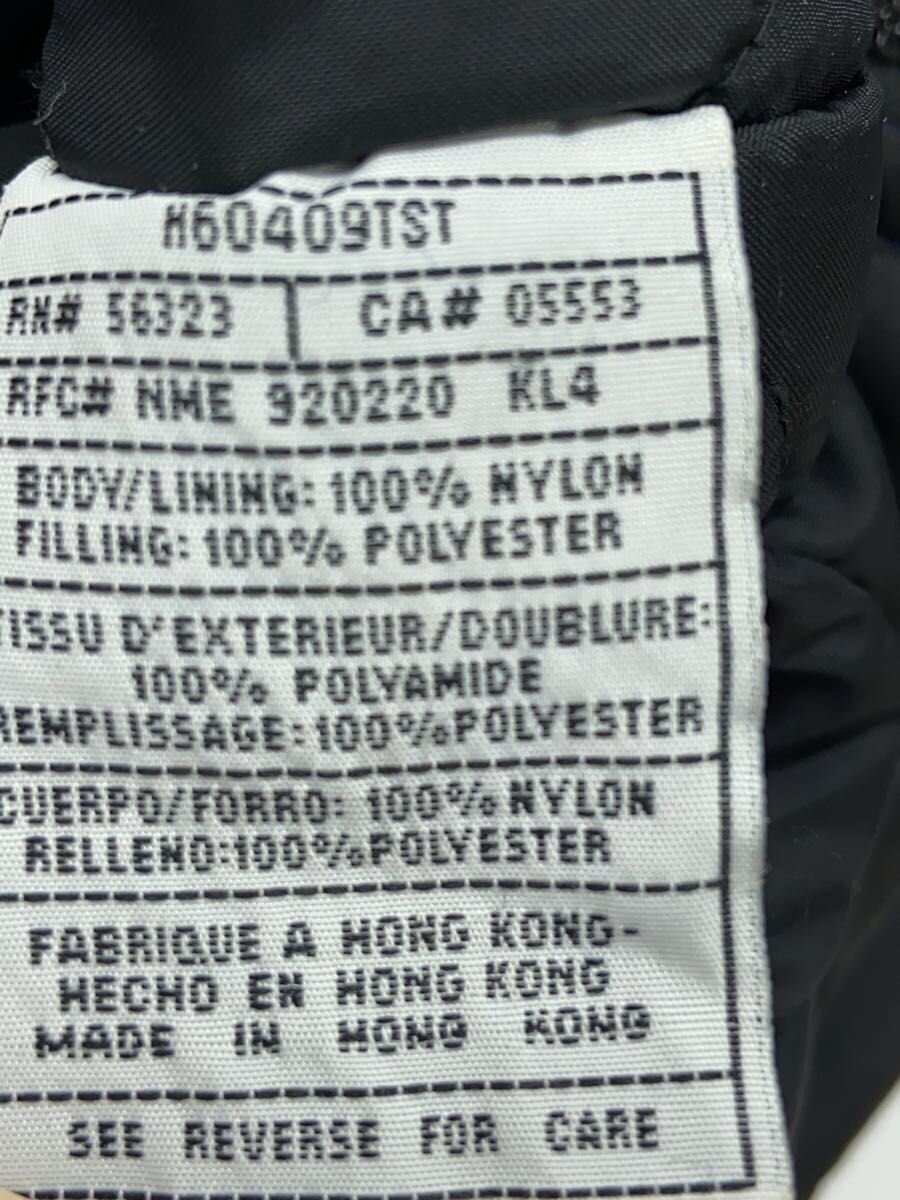 H60409TST
RN# 56323 CA# 05553
RFC# NME 920220 KL4
BODY/LINING: 100% NYLON
FILLING: 100% POLYESTER
TISSU D'EXTERIEUR/DOUBLURE:
100% POLYAMIDE
REMPLISSAGE: 100% POLYESTER
CUERPO/FORRO: 100% NYLON
RELLENO: 100% POLYESTER
FABRIQUE A HONG KONG-
HECHO EN HONG KONG
MADE IN HONG KONG
SEE REVERSE FOR CARE